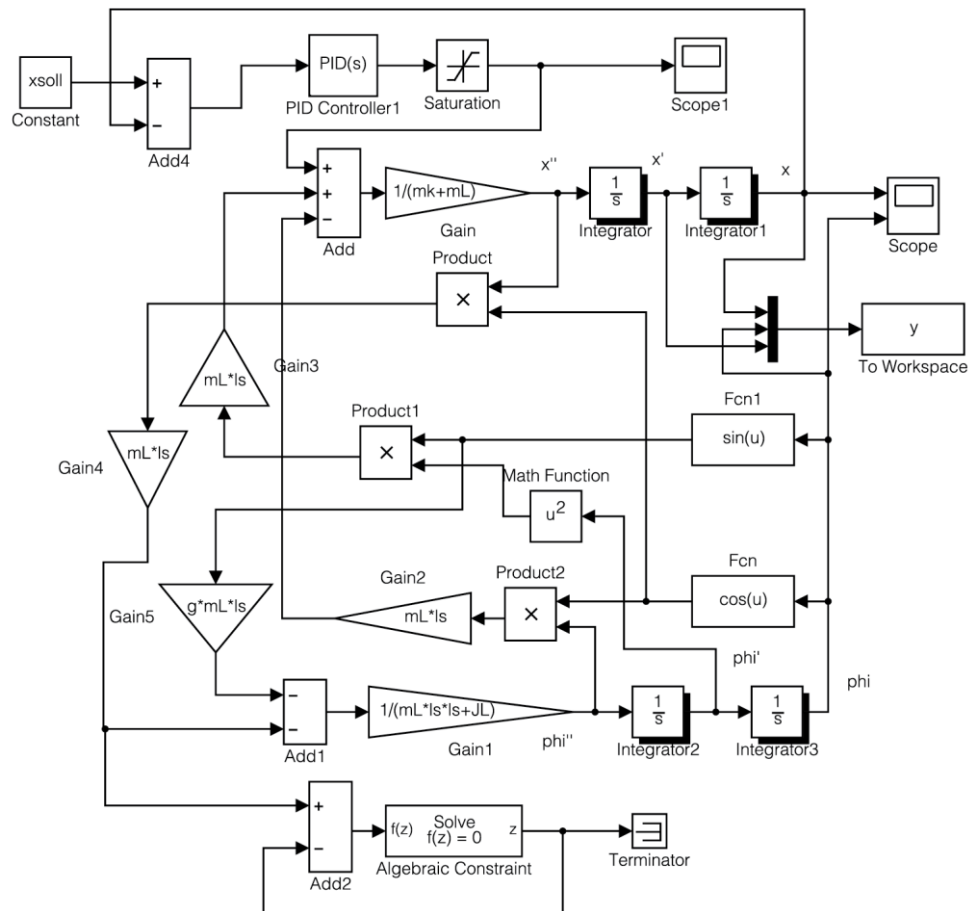 xsoll
Constant
+
−
Add4
PID(s)
PID Controller1
Saturation
Scope1
+
+
−
Add
1/(mk+mL)
Gain
x''
1
s
Integrator
x'
1
s
Integrator1
x
Scope
Product
×
y
To Workspace
mL*ls
Gain3
Product1
×
Fcn1
sin(u)
mL*ls
Gain4
Math Function
u2
Fcn
cos(u)
g*mL*ls
Gain5
Gain2
mL*ls
Product2
×
phi'
phi
−
−
Add1
1/(mL*ls*ls+JL)
Gain1
phi''
1
s
Integrator2
1
s
Integrator3
+
−
Add2
f(z)
Solve
f(z) = 0
z
Algebraic Constraint
Terminator